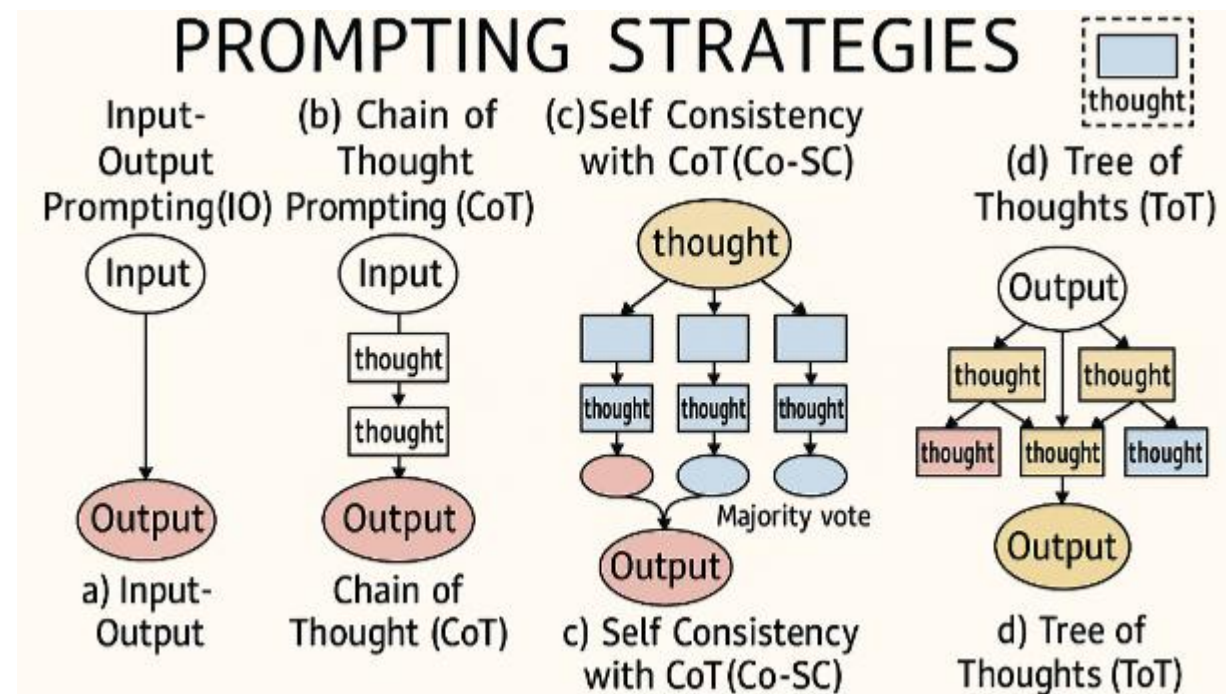 PROMPTING STRATEGIES
thought
Input-
Output
Prompting(IO)
Input
Output
a) Input-
Output
(b) Chain of
Thought
Prompting (CoT)
Input
thought
thought
Output
Chain of
Thought (CoT)
(c)Self Consistency
with CoT(Co-SC)
thought
thought
thought
thought
Majority vote
Output
c) Self Consistency
with CoT(Co-SC)
(d) Tree of
Thoughts (ToT)
Output
thought
thought
thought
thought
thought
Output
d) Tree of
Thoughts (ToT)